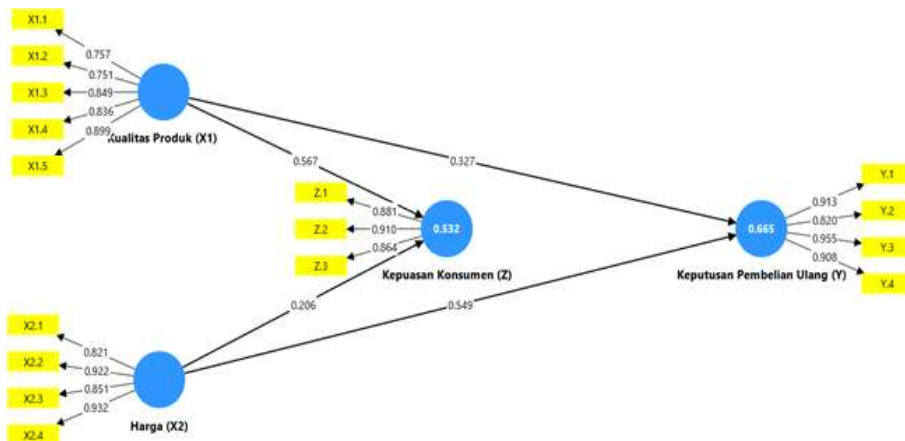 X1.1
0.757
X1.2
0.751
X1.3
0.849
X1.4
0.836
X1.5
0.899
Kualitas Produk (X1)
0.567
0.327
Z.1
0.881
Z.2
0.910
Z.3
0.864
0.532
Kepuasan Konsumen (Z)
0.665
Keputusan Pembelian Ulang (Y)
Y.1
0.913
Y.2
0.820
Y.3
0.955
Y.4
0.908
0.206
0.549
X2.1
0.821
X2.2
0.922
X2.3
0.851
X2.4
0.932
Harga (X2)